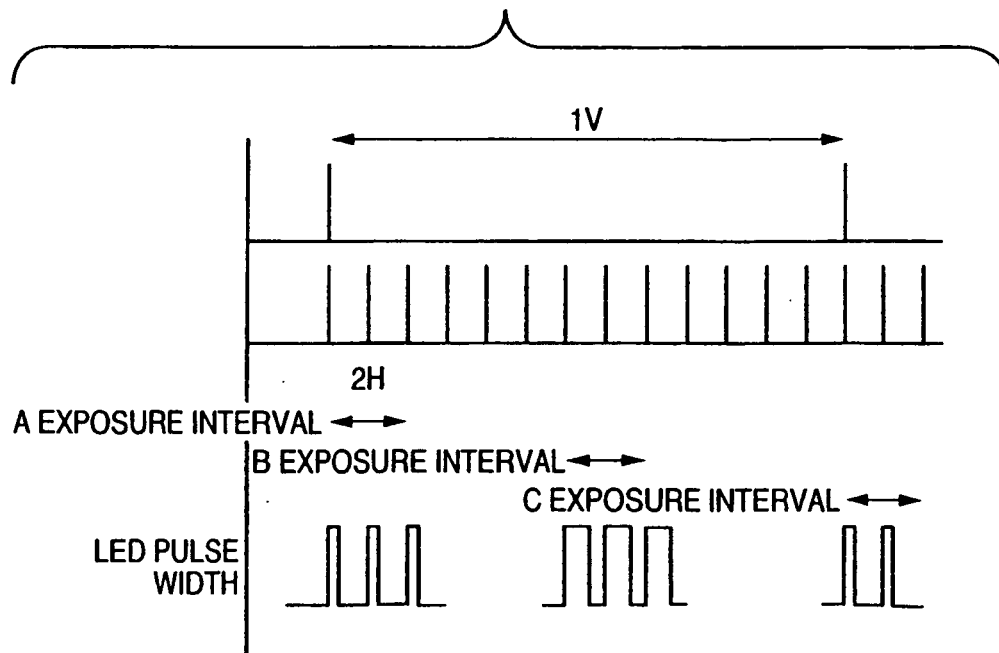 1V
2H
A EXPOSURE INTERVAL
B EXPOSURE INTERVAL
C EXPOSURE INTERVAL
LED PULSE
WIDTH